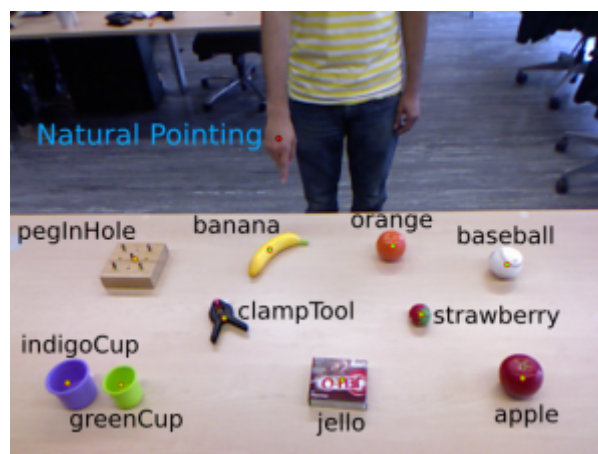 Natural Pointing
pegInHole
banana
orange
baseball
clampTool
strawberry
indigoCup
greenCup
jello
apple